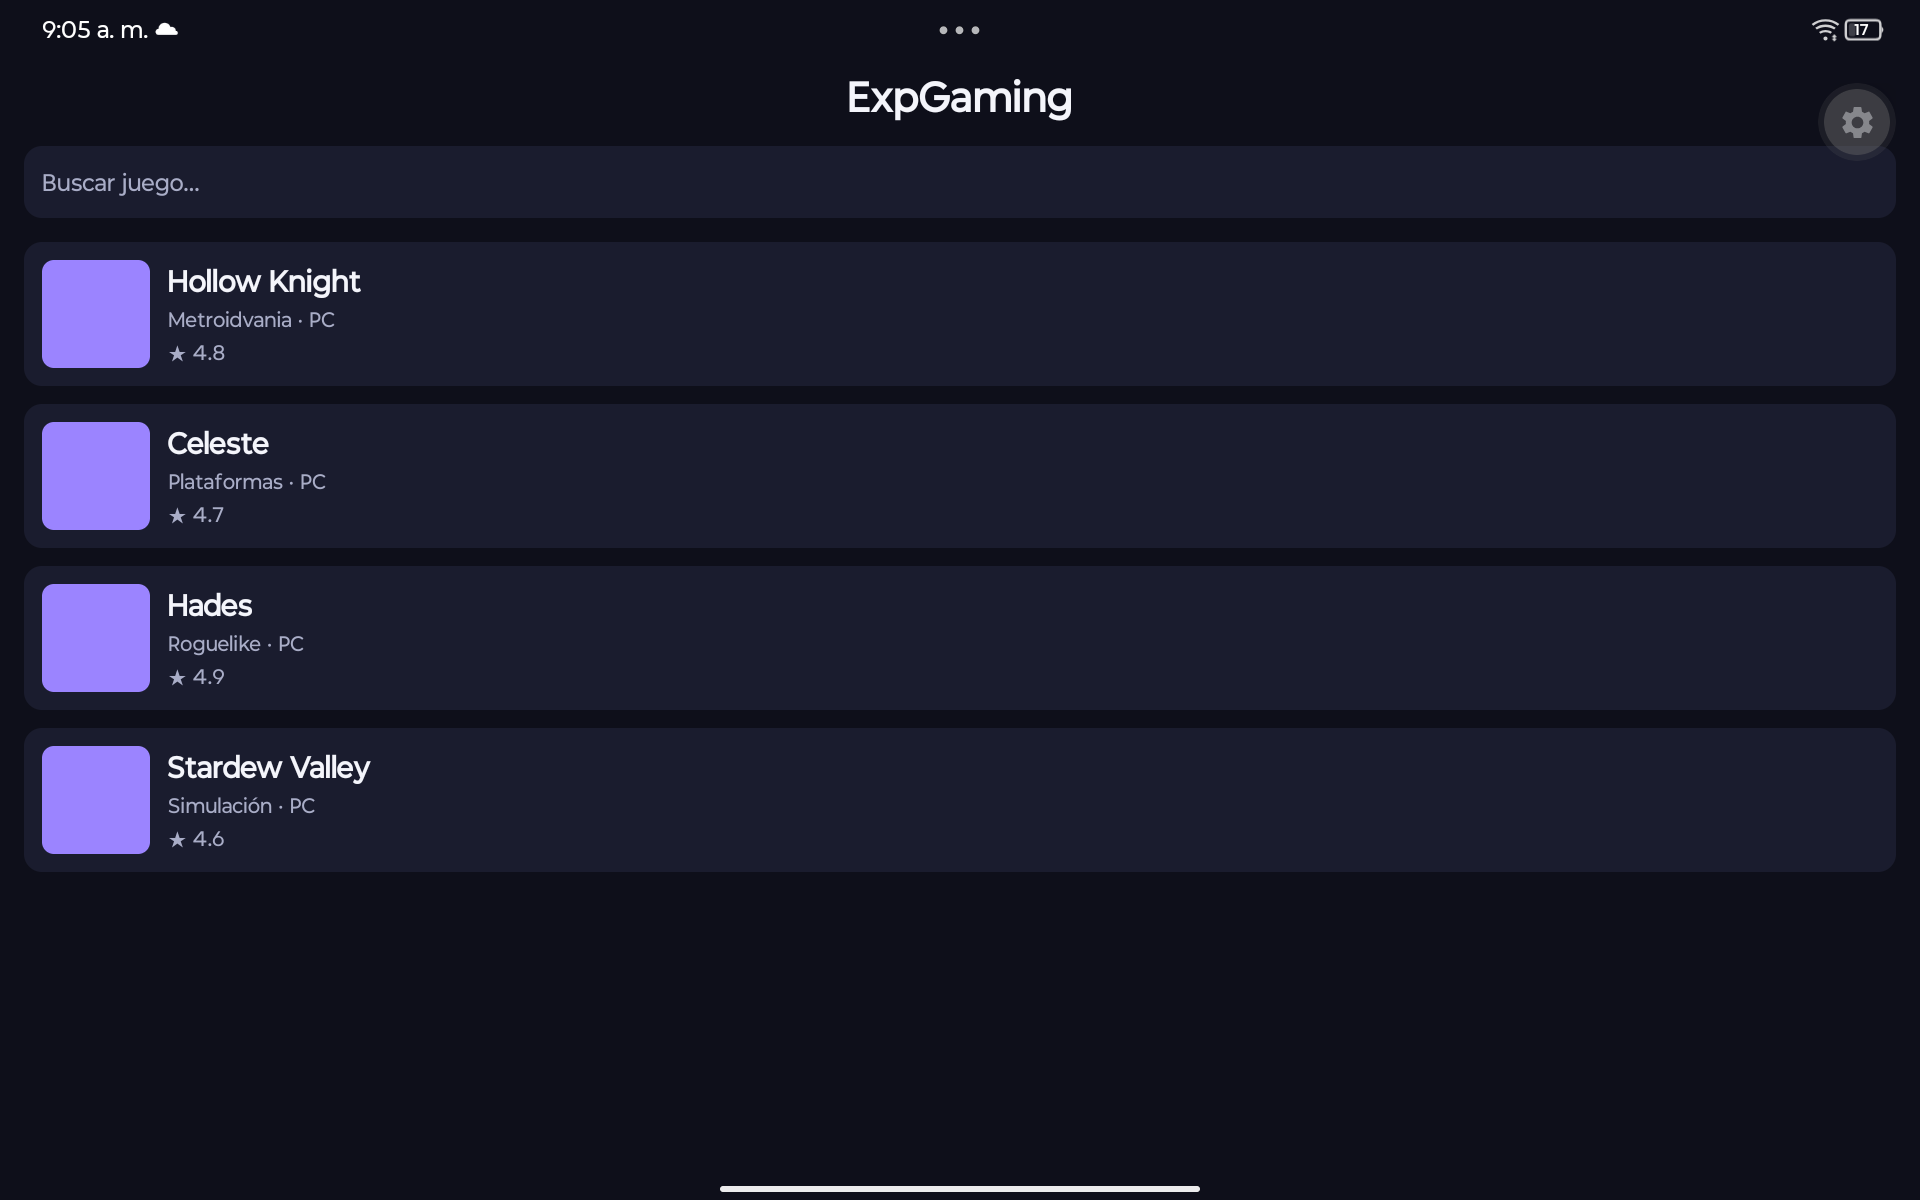 9:05 a. m.
17
ExpGaming
Buscar juego...
Hollow Knight
Metroidvania · PC
★ 4.8
Celeste
Plataformas · PC
★ 4.7
Hades
Roguelike · PC
★ 4.9
Stardew Valley
Simulación · PC
★ 4.6